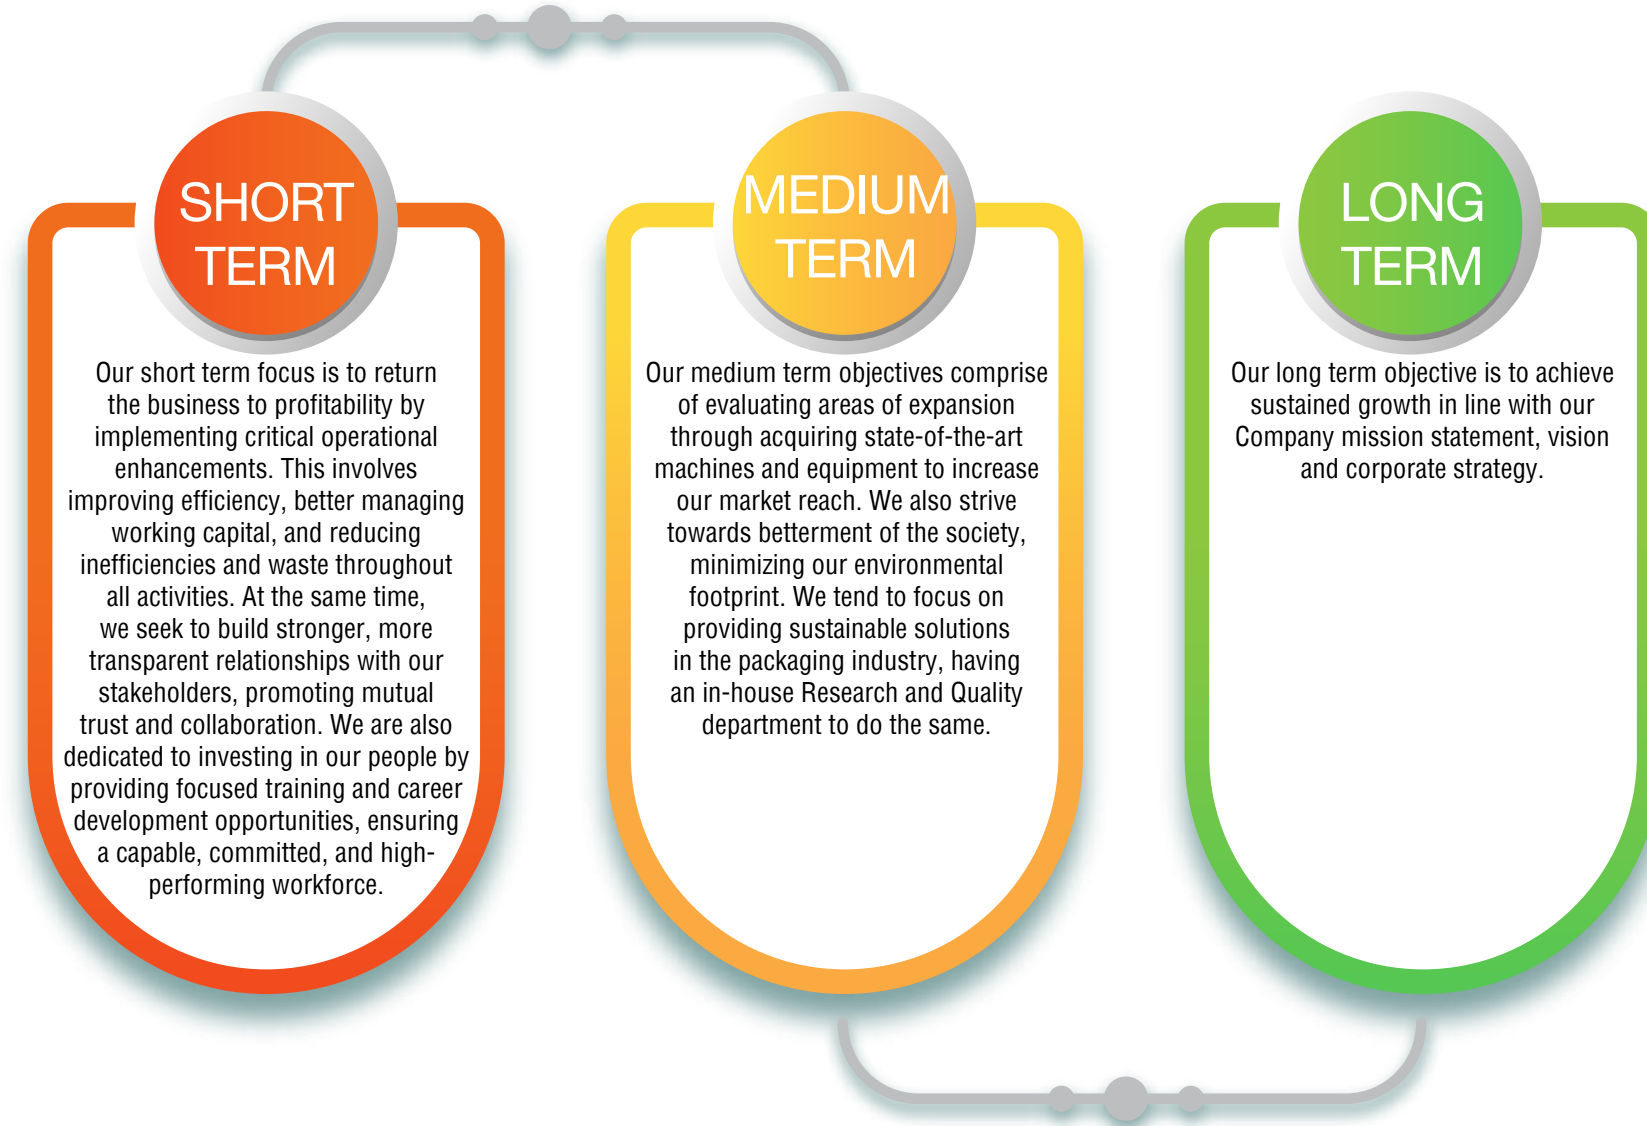 SHORT
TERM
Our short term focus is to return
the business to profitability by
implementing critical operational
enhancements. This involves
improving efficiency, better managing
working capital, and reducing
inefficiencies and waste throughout
all activities. At the same time,
we seek to build stronger, more
transparent relationships with our
stakeholders, promoting mutual
trust and collaboration. We are also
dedicated to investing in our people by
providing focused training and career
development opportunities, ensuring
a capable, committed, and high-
performing workforce.
MEDIUM
TERM
Our medium term objectives comprise
of evaluating areas of expansion
through acquiring state-of-the-art
machines and equipment to increase
our market reach. We also strive
towards betterment of the society,
minimizing our environmental
footprint. We tend to focus on
providing sustainable solutions
in the packaging industry, having
an in-house Research and Quality
department to do the same.
LONG
TERM
Our long term objective is to achieve
sustained growth in line with our
Company mission statement, vision
and corporate strategy.